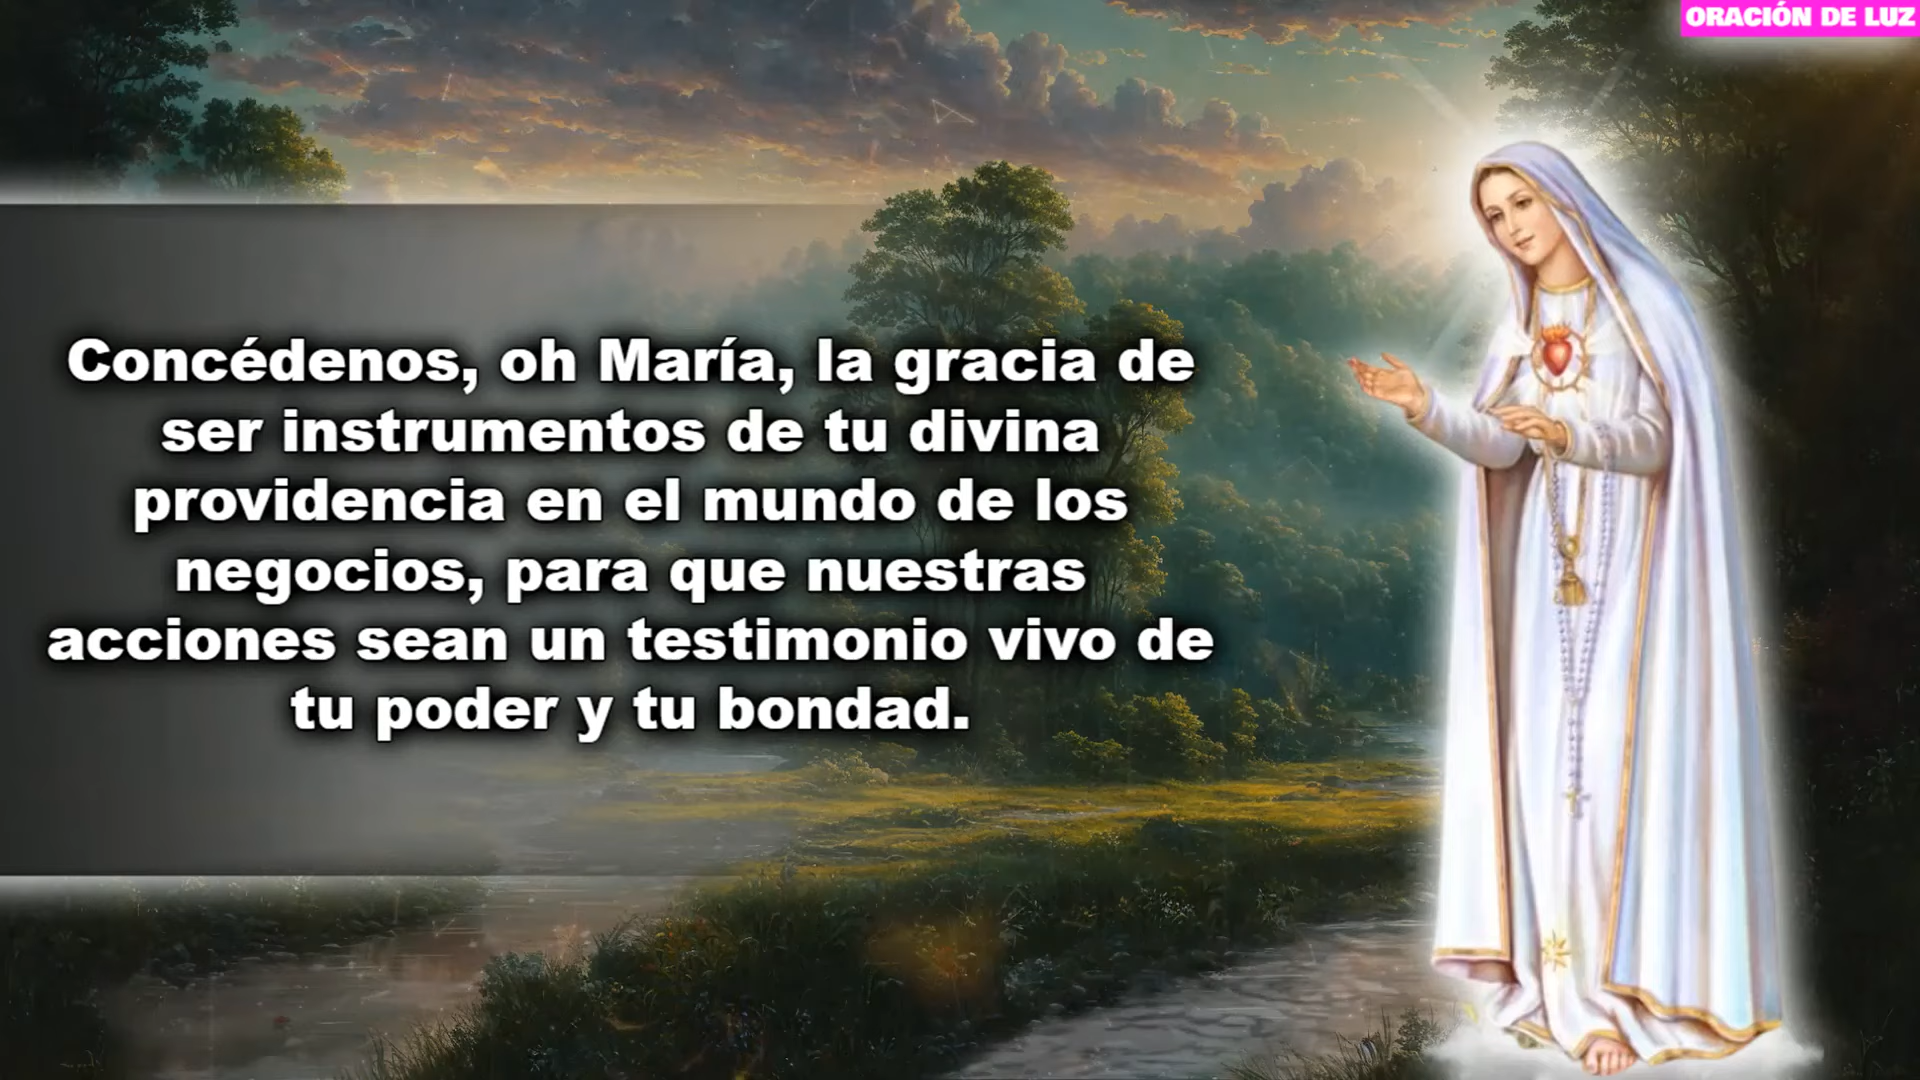 ORACIÓN DE LUZ
Concédenos, oh María, la gracia de
ser instrumentos de tu divina
providencia en el mundo de los
negocios, para que nuestras
acciones sean un testimonio vivo de
tu poder y tu bondad.